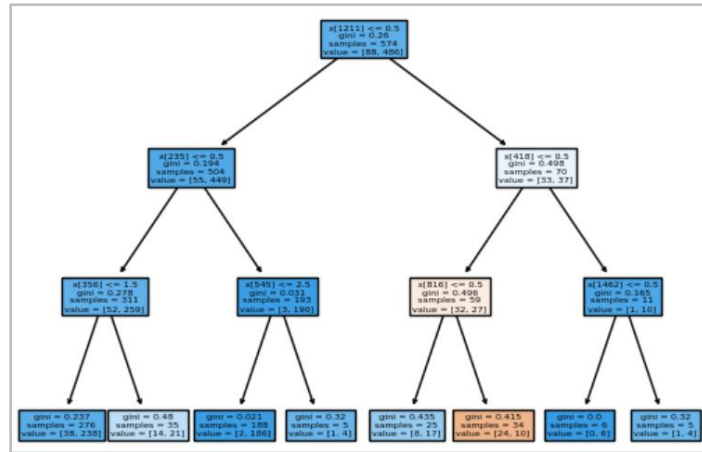 x[1211] <= 0.5
gini = 0.26
samples = 574
value = [88, 486]
x[235] <= 0.5
gini = 0.194
samples = 504
value = [55, 449]
x[418] <= 0.5
gini = 0.498
samples = 70
value = [33, 37]
x[356] <= 1.5
gini = 0.278
samples = 311
value = [52, 259]
x[545] <= 2.5
gini = 0.031
samples = 193
value = [3, 190]
x[816] <= 0.5
gini = 0.496
samples = 59
value = [32, 27]
x[1462] <= 0.5
gini = 0.165
samples = 11
value = [1, 10]
gini = 0.237
samples = 276
value = [38, 238]
gini = 0.48
samples = 35
value = [14, 21]
gini = 0.021
samples = 188
value = [2, 186]
gini = 0.32
samples = 5
value = [1, 4]
gini = 0.435
samples = 25
value = [8, 17]
gini = 0.415
samples = 34
value = [24, 10]
gini = 0.0
samples = 6
value = [0, 6]
gini = 0.32
samples = 5
value = [1, 4]